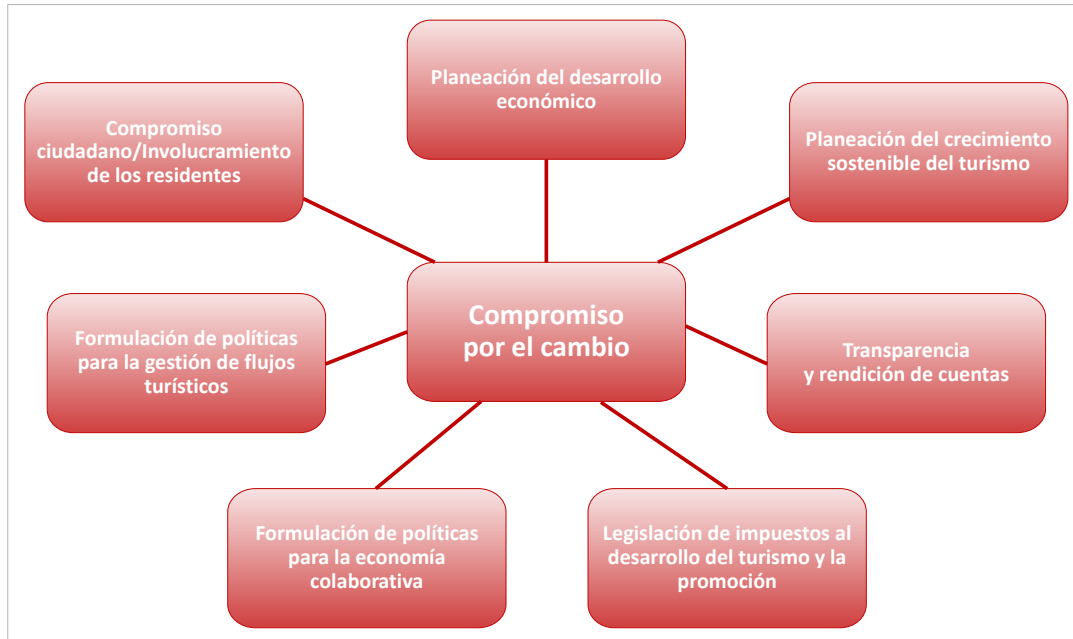 Planeación del desarrollo
económico
Compromiso
ciudadano/Involucramiento
de los residentes
Planeación del crecimiento
sostenible del turismo
Compromiso
por el cambio
Formulación de políticas
para la gestión de flujos
turísticos
Transparencia
y rendición de cuentas
Formulación de políticas
para la economía
colaborativa
Legislación de impuestos al
desarrollo del turismo y la
promoción